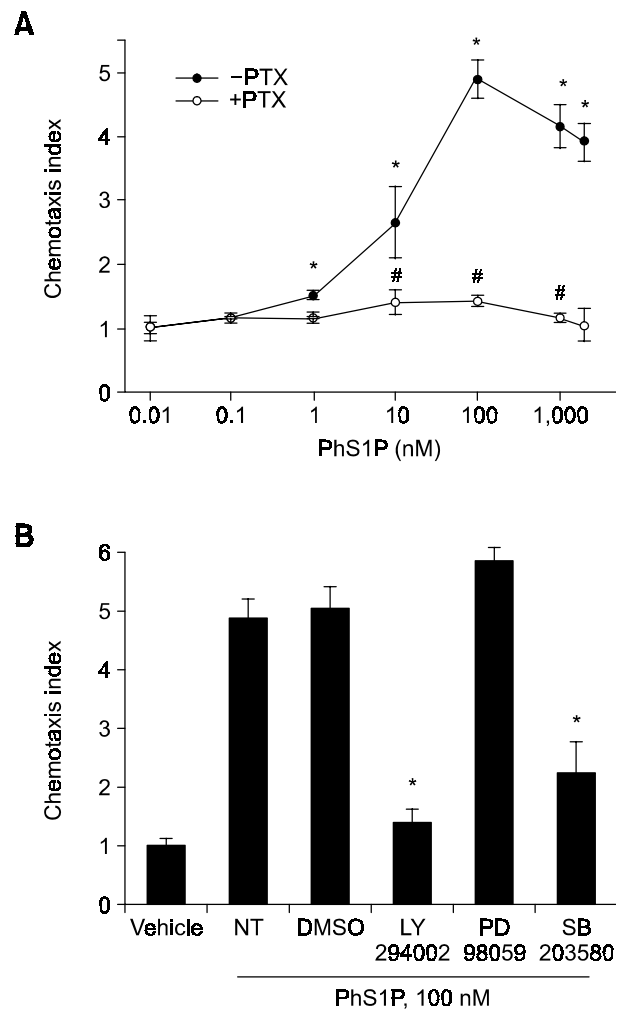 A
Chemotaxis index
5
4
3
2
1
0
−PTX
+PTX
*
*
*
*
*
#
#
#
0.01 0.1 1 10 100 1,000
PhS1P (nM)
B
Chemotaxis index
6
5
4
3
2
1
0
*
*
Vehicle NT DMSO LY PD SB
294002 98059 203580
PhS1P, 100 nM